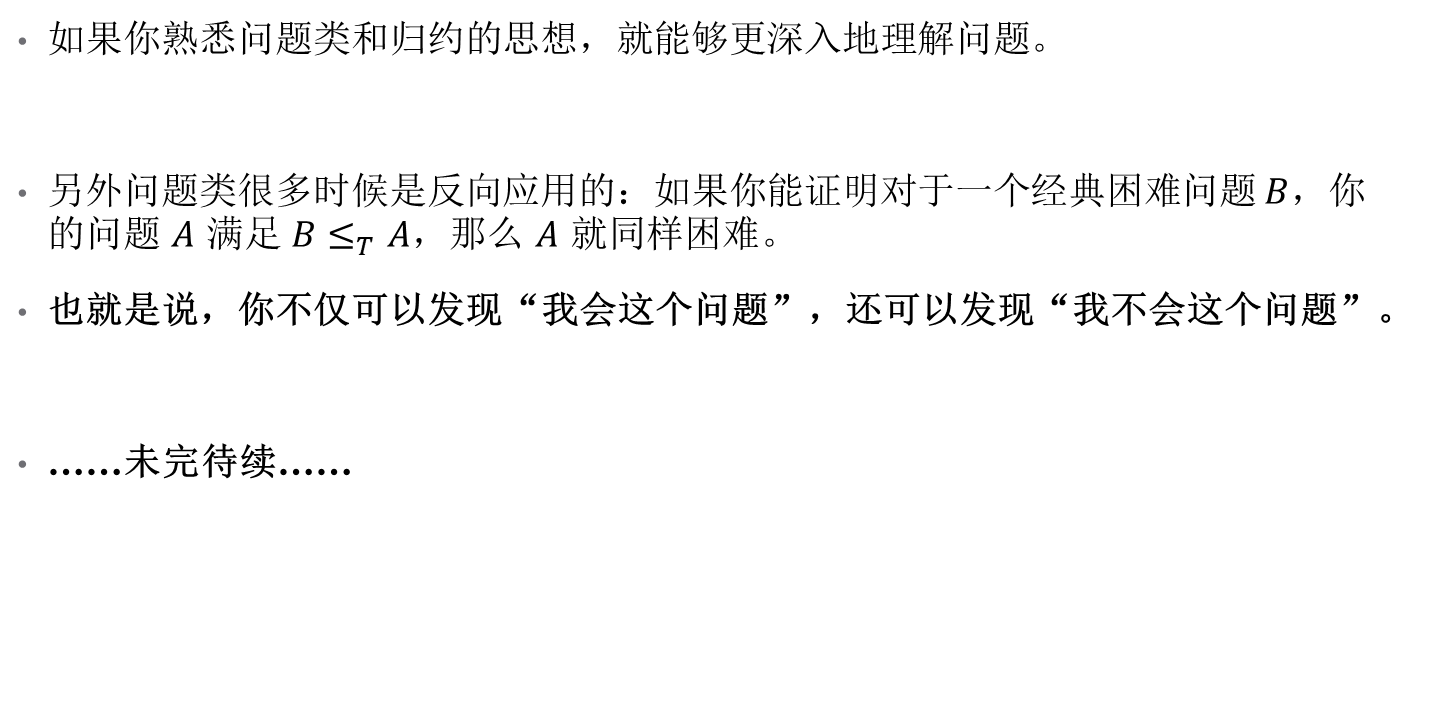 • 如果你熟悉问题类和归约的思想，就能够更深入地理解问题。
• 另外问题类很多时候是反向应用的：如果你能证明对于一个经典困难问题 B，你
的问题 A 满足 B ≤_T A，那么 A 就同样困难。
• 也就是说，你不仅可以发现“我会这个问题”，还可以发现“我不会这个问题”。
• ……未完待续……